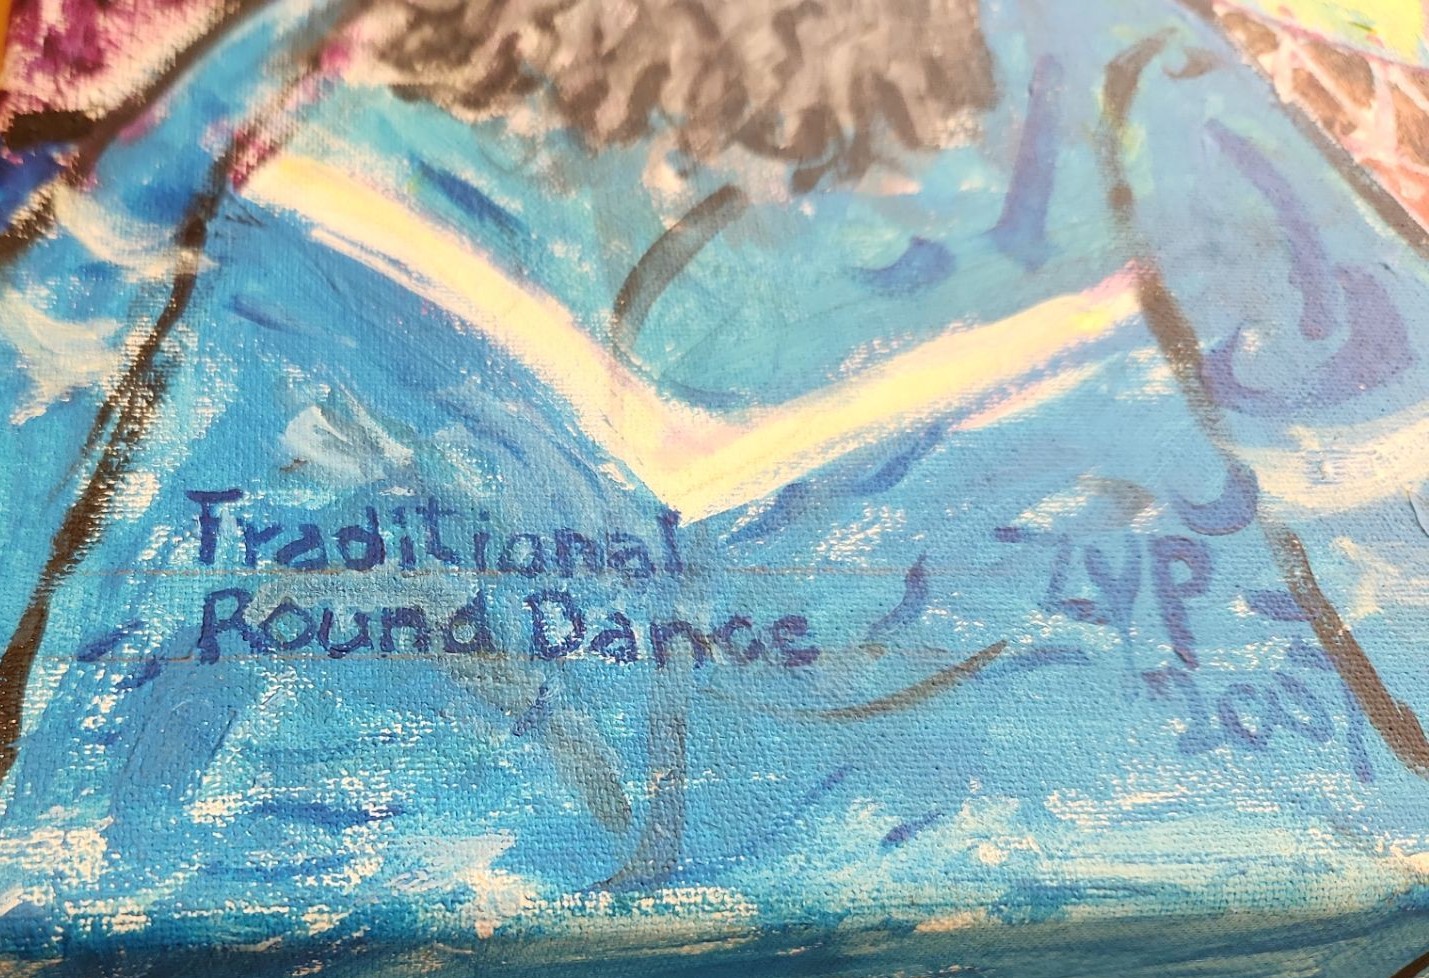 Traditional
Round Dance
- ZYP -
2007